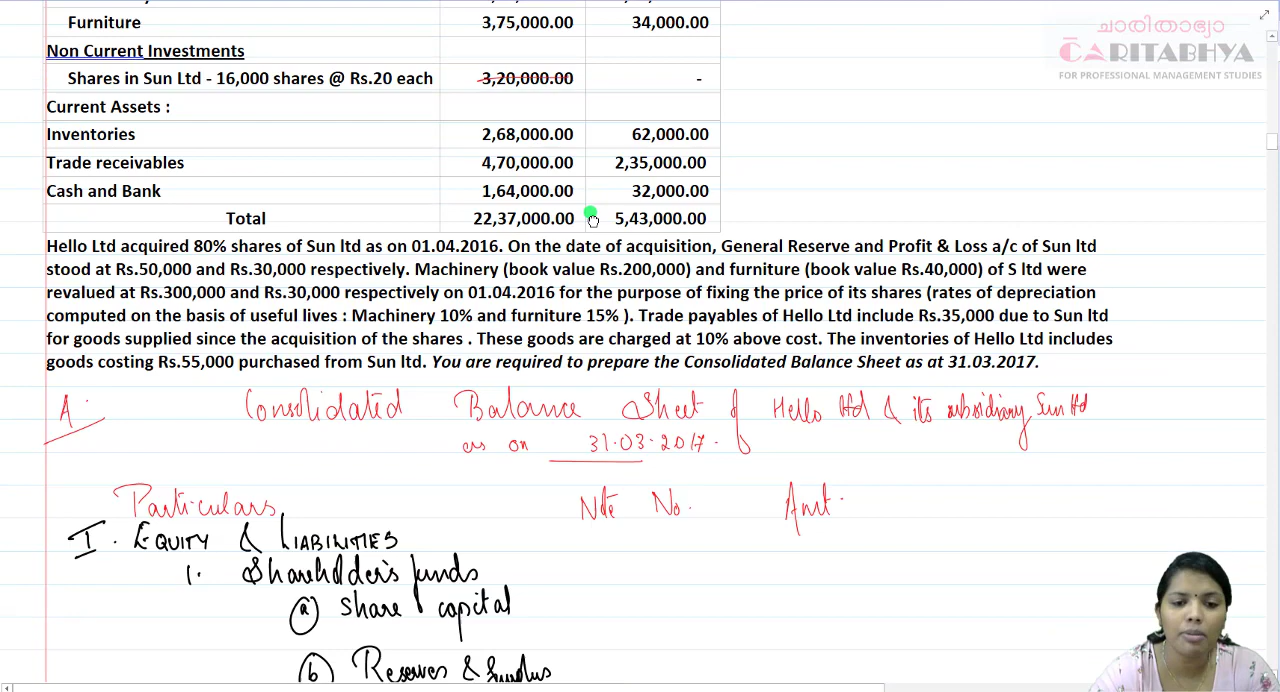 Furniture 3,75,000.00 34,000.00
ചാരിതാഭ്യാ
CARITABHYA
FOR PROFESSIONAL MANAGEMENT STUDIES
Non Current Investments
Shares in Sun Ltd - 16,000 shares @ Rs.20 each 3,20,000.00 -
Current Assets :
Inventories 2,68,000.00 62,000.00
Trade receivables 4,70,000.00 2,35,000.00
Cash and Bank 1,64,000.00 32,000.00
Total 22,37,000.00 5,43,000.00
Hello Ltd acquired 80% shares of Sun ltd as on 01.04.2016. On the date of acquisition, General Reserve and Profit & Loss a/c of Sun ltd
stood at Rs.50,000 and Rs.30,000 respectively. Machinery (book value Rs.200,000) and furniture (book value Rs.40,000) of S ltd were
revalued at Rs.300,000 and Rs.30,000 respectively on 01.04.2016 for the purpose of fixing the price of its shares (rates of depreciation
computed on the basis of useful lives : Machinery 10% and furniture 15% ). Trade payables of Hello Ltd include Rs.35,000 due to Sun ltd
for goods supplied since the acquisition of the shares . These goods are charged at 10% above cost. The inventories of Hello Ltd includes
goods costing Rs.55,000 purchased from Sun ltd. You are required to prepare the Consolidated Balance Sheet as at 31.03.2017.
A: Consolidated Balance Sheet of Hello ltd & its subsidiary Sun ltd
as on 31.03.2017.
Particulars Note No. Amt.
I. EQUITY & LIABILITIES
1. Shareholder's funds
(a) Share capital
(b) Reserves & Surplus